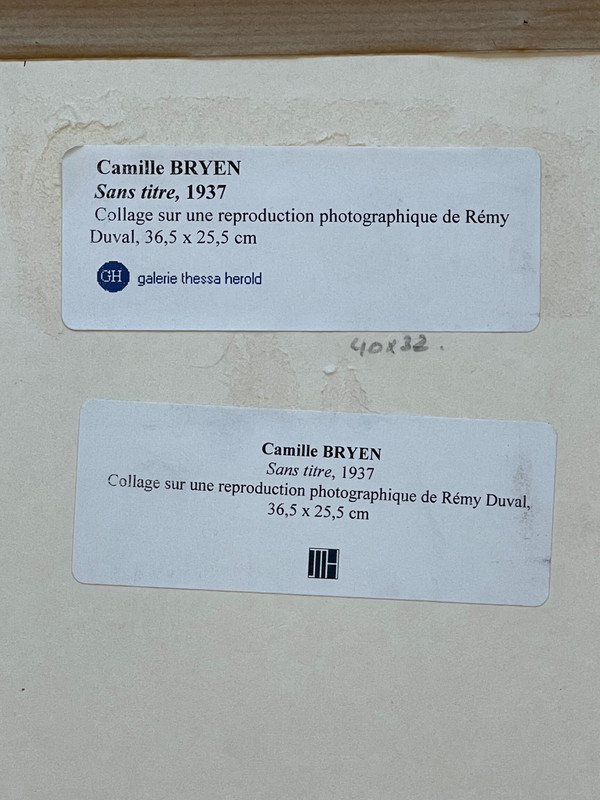 Camille BRYEN
Sans titre, 1937
Collage sur une reproduction photographique de Rémy
Duval, 36,5 x 25,5 cm
GH galerie thessa herold
40x32.
Camille BRYEN
Sans titre, 1937
Collage sur une reproduction photographique de Rémy Duval,
36,5 x 25,5 cm